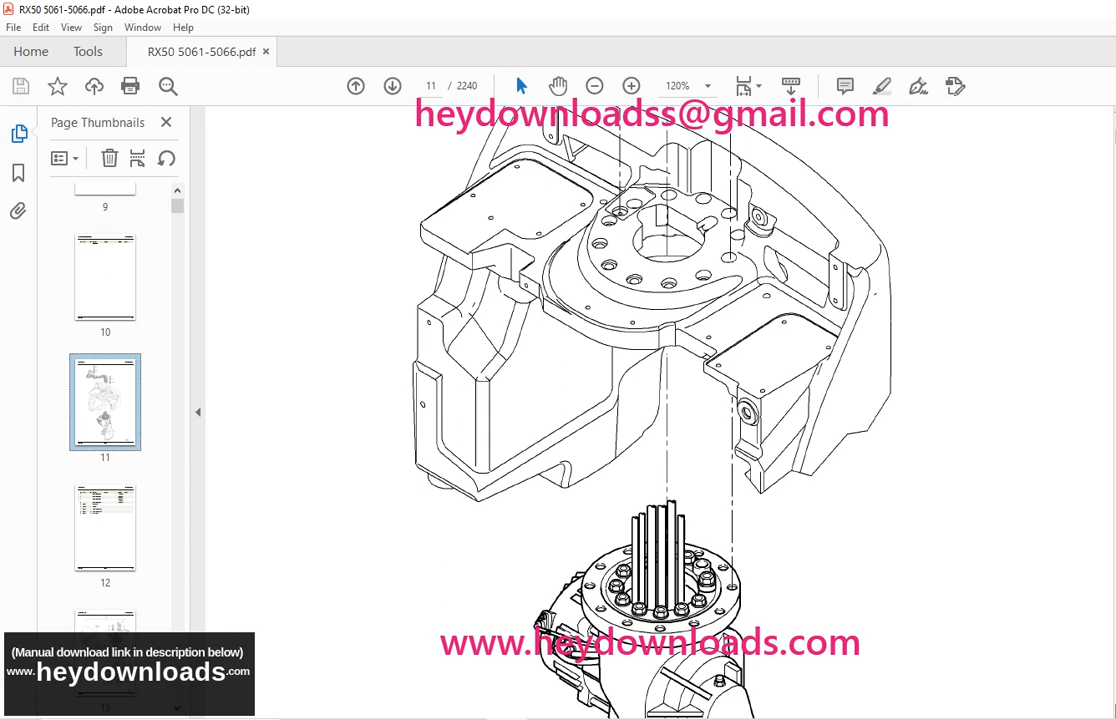 RX50 5061-5066.pdf - Adobe Acrobat Pro DC (32-bit)
File Edit View Sign Window Help
Home Tools RX50 5061-5066.pdf ×
11 / 2240 120%
heydownloadss@gmail.com
Page Thumbnails
9
10
11
12
13
www.heydownloads.com
(Manual download link in description below)
www.heydownloads.com